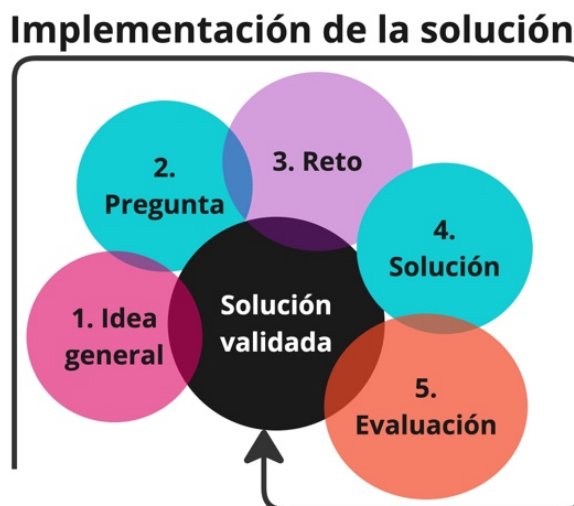 Implementación de la solución
1. Idea
general
2.
Pregunta
3. Reto
4.
Solución
5.
Evaluación
Solución
validada